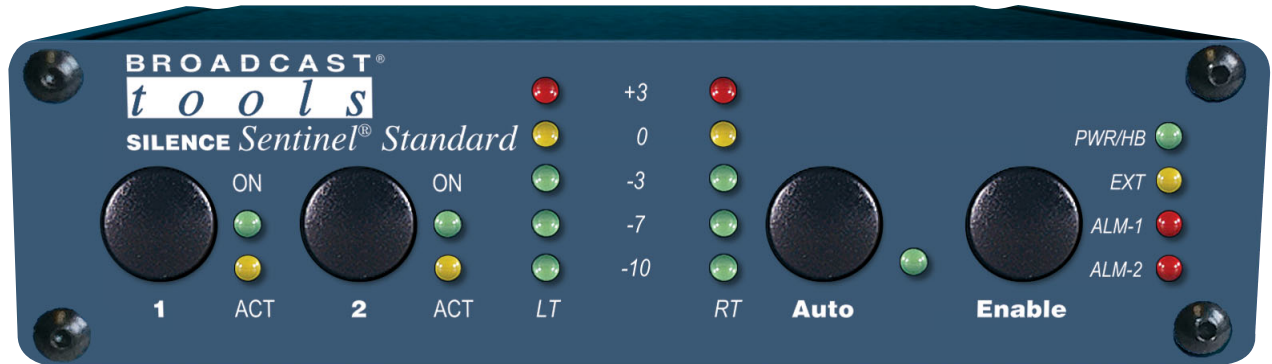 BROADCAST®
tools
SILENCE Sentinel® Standard
ON
ON
1
ACT
2
ACT
+3
0
-3
-7
-10
LT
RT
Auto
Enable
PWR/HB
EXT
ALM-1
ALM-2